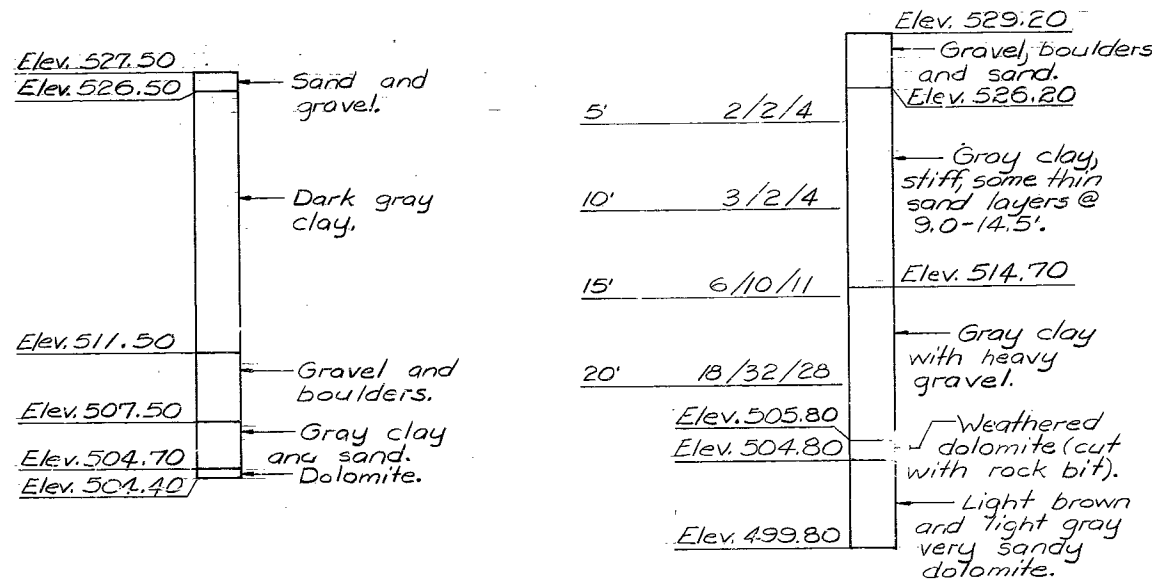 Elev. 527.50
Elev. 526.50
Sand and
gravel.
Dark gray
clay.
Elev. 511.50
Gravel and
boulders.
Elev. 507.50
Gray clay
and sand.
Elev. 504.70
Dolomite.
Elev. 504.40
Elev. 529.20
Gravel, boulders
and sand.
Elev. 526.20
5' 2/2/4
Gray clay,
stiff, some thin
sand layers @
9.0-14.5'.
10' 3/2/4
Elev. 514.70
15' 6/10/11
Gray clay
with heavy
gravel.
20' 18/32/28
Elev. 505.80
Weathered
dolomite (cut
with rock bit).
Elev. 504.80
Light brown
and light gray
very sandy
dolomite.
Elev. 499.80